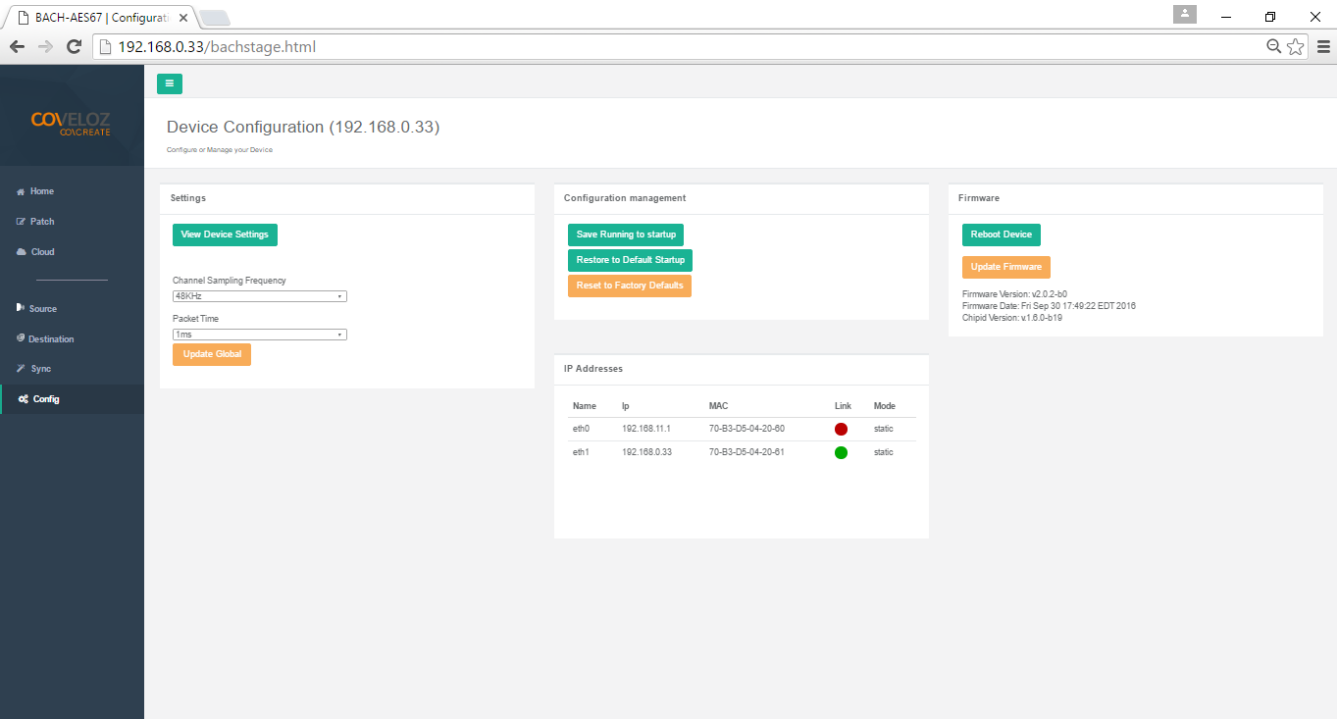 BACH-AES67 | Configurati
192.168.0.33/bachstage.html
COVELOZ
CONCREATE
Home
Patch
Cloud
Source
Destination
Sync
Config
Device Configuration (192.168.0.33)
Configure or Manage your Device
Settings
View Device Settings
Channel Sampling Frequency
48KHz
Packet Time
1ms
Update Global
Configuration management
Save Running to startup
Restore to Default Startup
Reset to Factory Defaults
IP Addresses
Name Ip MAC Link Mode
eth0 192.168.11.1 70-B3-D5-04-20-60 static
eth1 192.168.0.33 70-B3-D5-04-20-61 static
Firmware
Reboot Device
Update Firmware
Firmware Version: v2.0.2-b0
Firmware Date: Fri Sep 30 17:49:22 EDT 2016
Chipid Version: v.1.6.0-b19